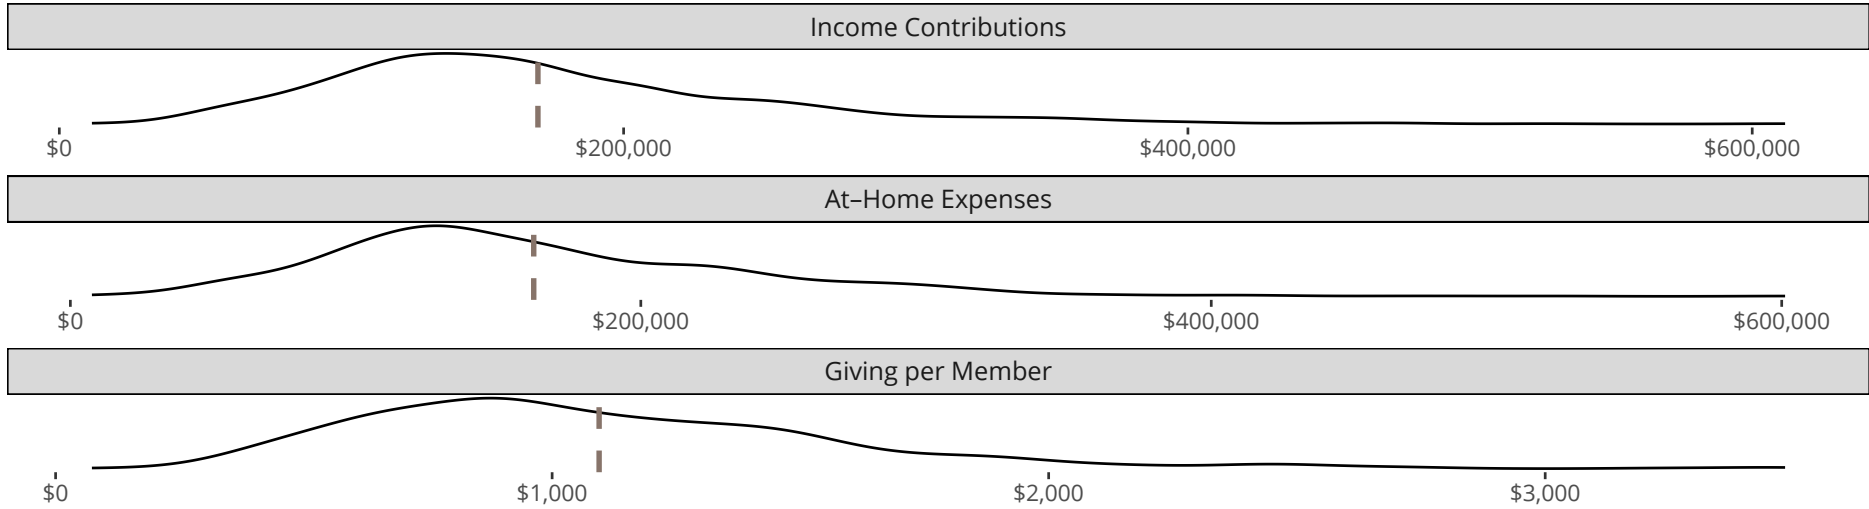 Income Contributions
$0 $200,000 $400,000 $600,000
At–Home Expenses
$0 $200,000 $400,000 $600,000
Giving per Member
$0 $1,000 $2,000 $3,000